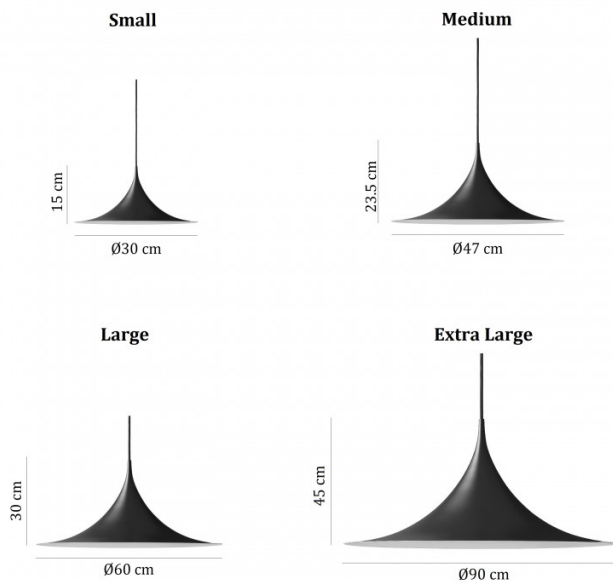 Small
Medium
15 cm
23.5 cm
Ø30 cm
Ø47 cm
Large
Extra Large
30 cm
45 cm
Ø60 cm
Ø90 cm